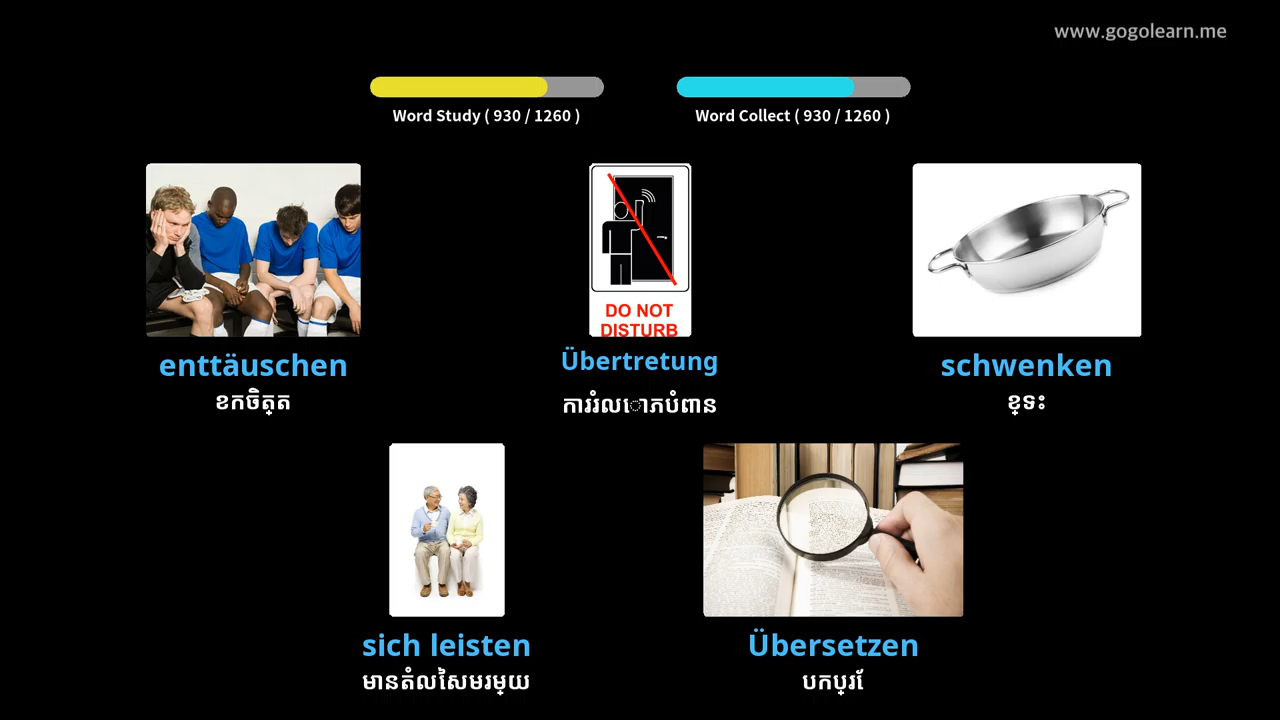 www.gogolearn.me
Word Study ( 930 / 1260 )
Word Collect ( 930 / 1260 )
DO NOT
DISTURB
enttäuschen
Übertretung
schwenken
ខកចិត្ត
ការរំលោភបំពាន
ខ្ទះ
sich leisten
Übersetzen
មានតំលៃសមរម្យ
បកប្រែ